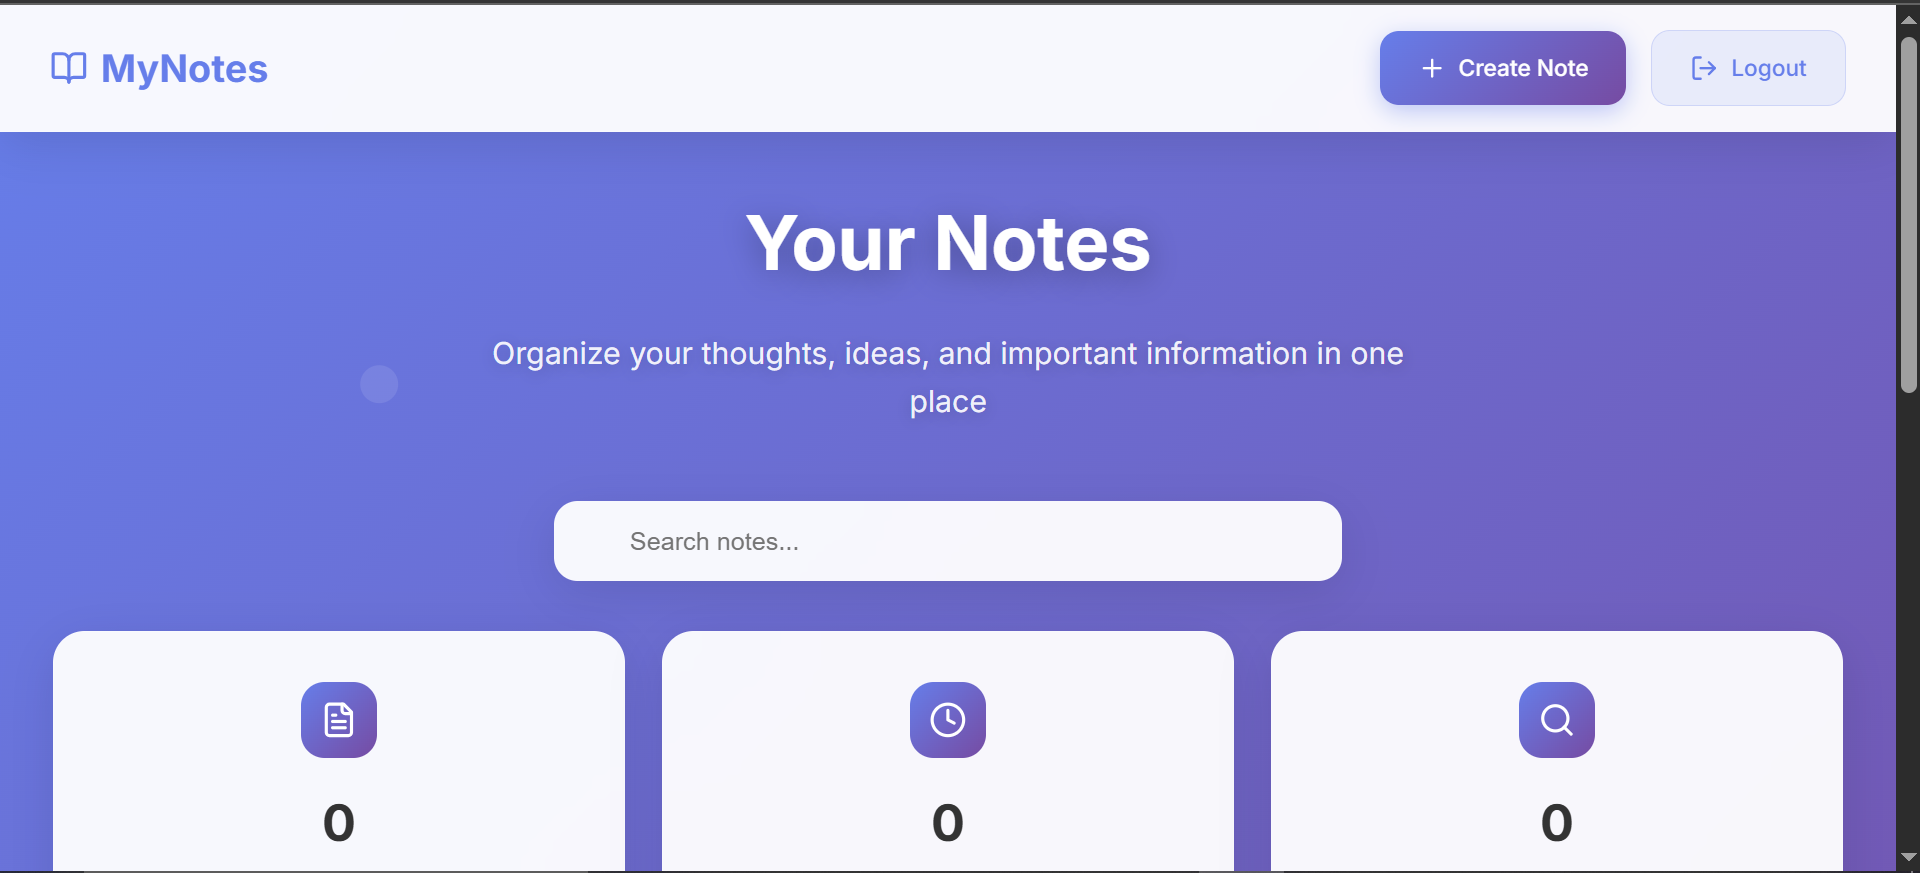 MyNotes
Create Note
Logout
Your Notes
Organize your thoughts, ideas, and important information in one
place
Search notes...
0
0
0